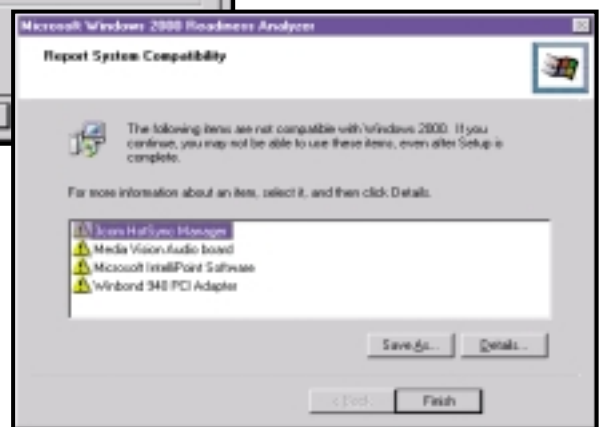 Microsoft Windows 2000 Readiness Analyzer
Report System Compatibility
The following items are not compatible with Windows 2000. If you
continue, you may not be able to use these items, even after Setup is
complete.
For more information about an item, select it, and then click Details.
3com HotSync Manager
Media Vision Audio board
Microsoft IntelliPoint Software
Winbond 940 PCI Adapter
Save As...
Details...
< Back
Finish